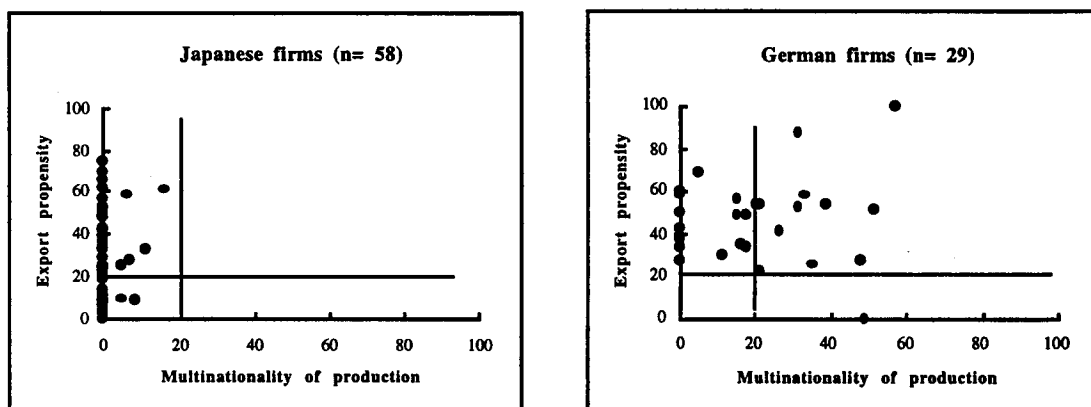 Japanese firms (n= 58)
Export propensity
100
80
60
40
20
0
0 20 40 60 80 100
Multinationality of production
German firms (n= 29)
Export propensity
100
80
60
40
20
0
0 20 40 60 80 100
Multinationality of production